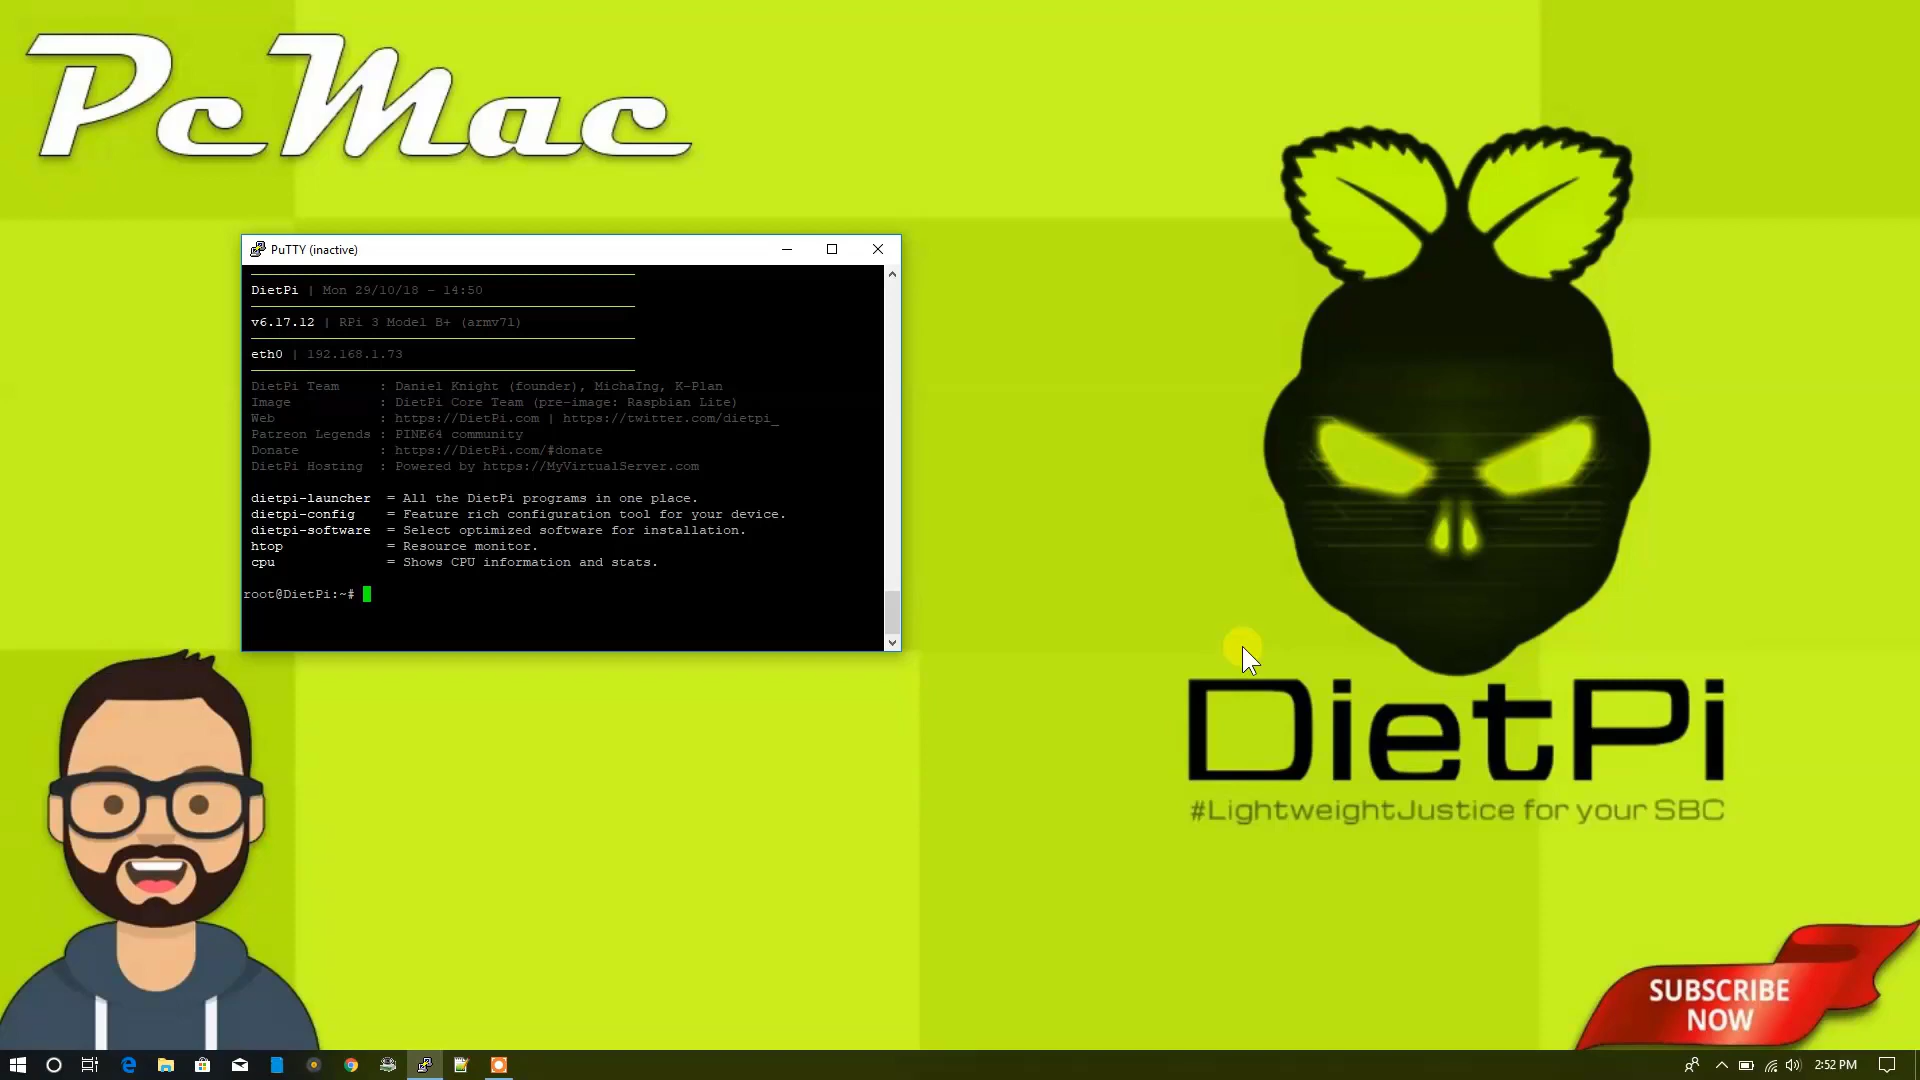 PcMac
PuTTY (inactive)
DietPi | Mon 29/10/18 - 14:50
v6.17.12 | RPi 3 Model B+ (armv7l)
eth0 | 192.168.1.73
DietPi Team : Daniel Knight (founder), MichaIng, K-Plan
Image : DietPi Core Team (pre-image: Raspbian Lite)
Web : https://DietPi.com | https://twitter.com/dietpi_
Patreon Legends : PINE64 community
Donate : https://DietPi.com/#donate
DietPi Hosting : Powered by https://MyVirtualServer.com
dietpi-launcher = All the DietPi programs in one place.
dietpi-config = Feature rich configuration tool for your device.
dietpi-software = Select optimized software for installation.
htop = Resource monitor.
cpu = Shows CPU information and stats.
root@DietPi:~#
DietPi
#LightweightJustice for your SBC
SUBSCRIBE
NOW
2:52 PM